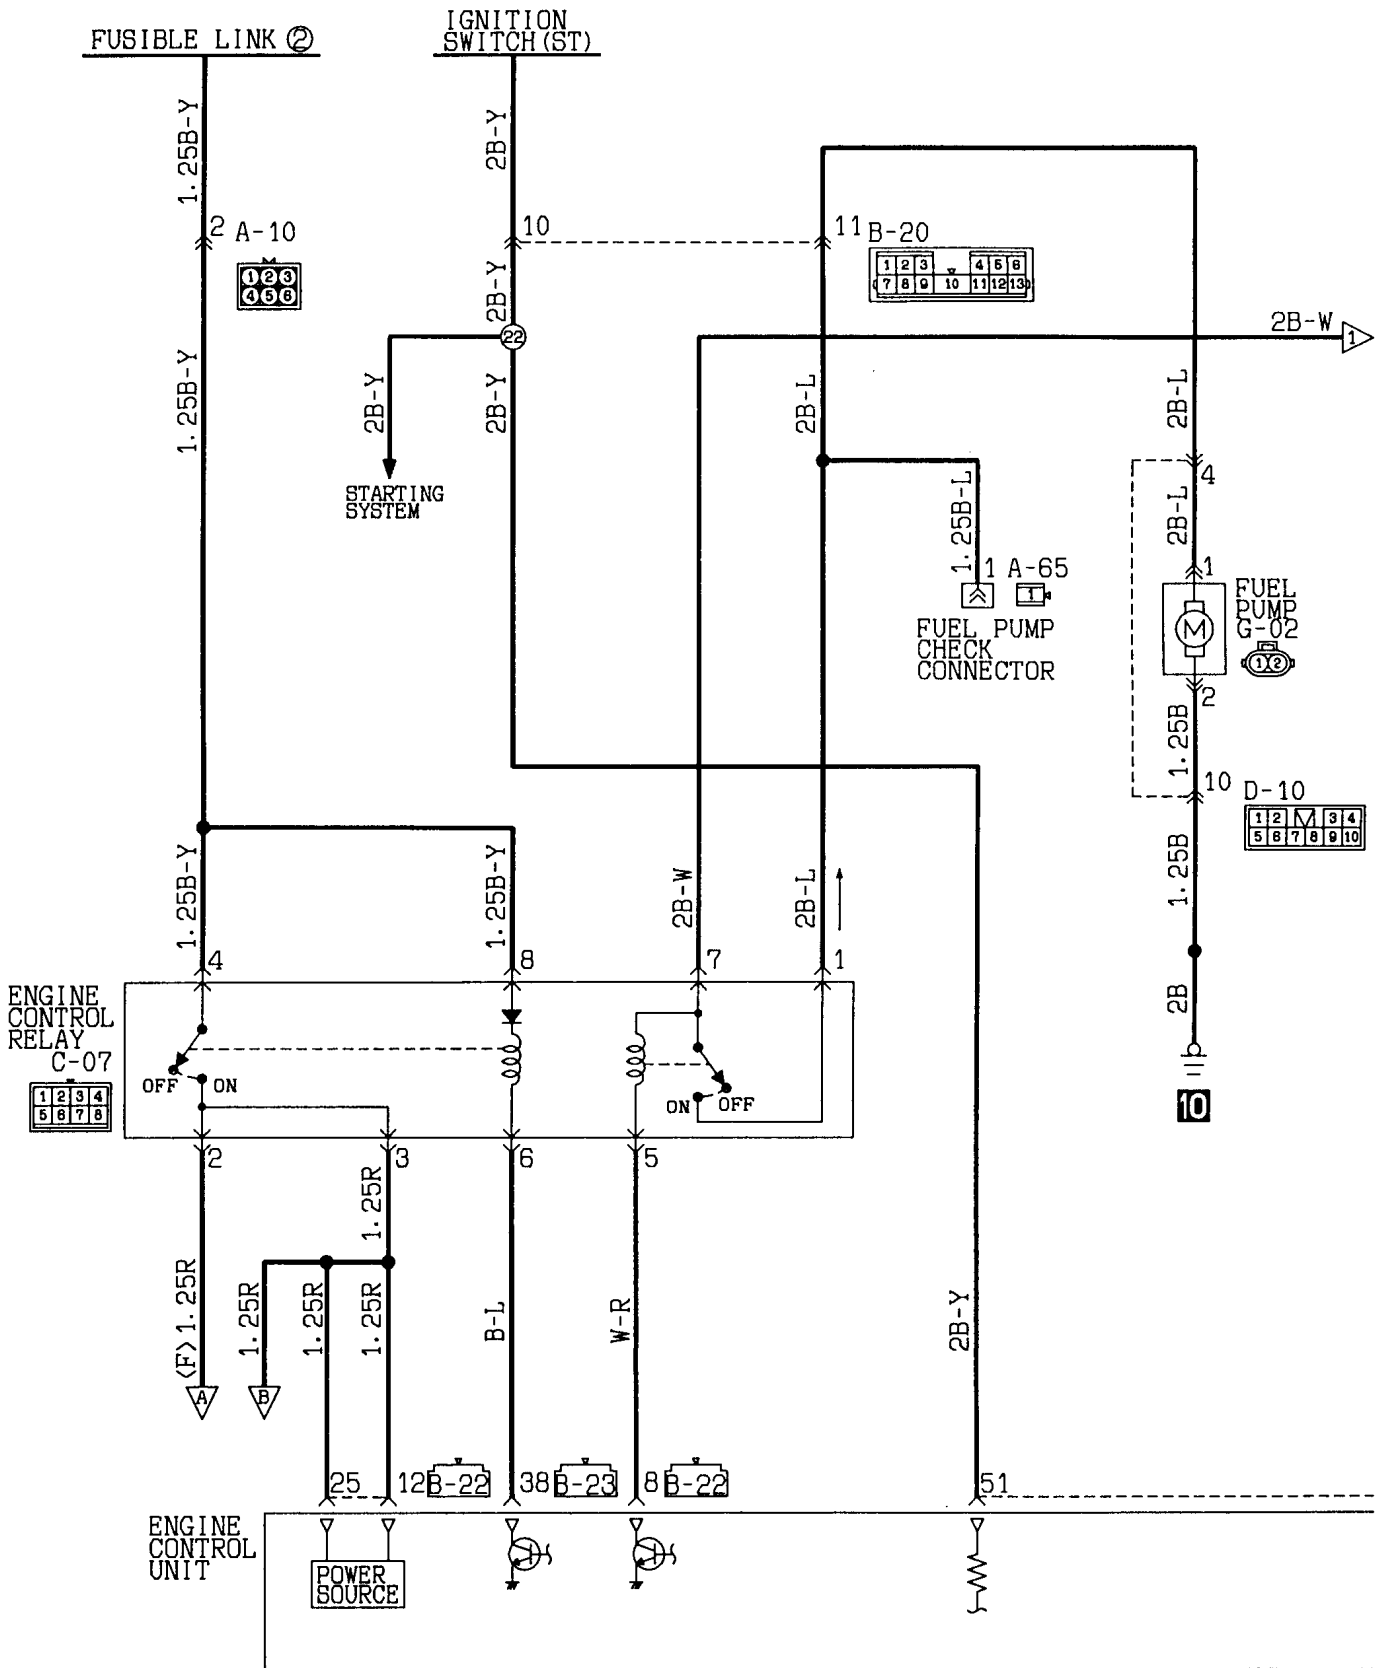 FUSIBLE LINK ②
IGNITION
SWITCH(ST)
1.25B-Y
2B-Y
2 A-10
1 2 3
4 5 6
10
11 B-20
1 2 3 4 5 6
7 8 9 10 11 12 13
2B-Y
22
2B-W
1
1.25B-Y
2B-Y
2B-Y
2B-L
2B-L
STARTING
SYSTEM
4
1.25B-L
2B-L
1 A-65
1
1
FUEL PUMP
CHECK
CONNECTOR
FUEL
PUMP
G-02
M
1 2
2
1.25B
10 D-10
1 2 3 4
5 6 7 8 9 10
1.25B-Y
1.25B-Y
2B-W
2B-L
1.25B
4
8
7
1
2B
ENGINE
CONTROL
RELAY
C-07
1 2 3 4
5 6 7 8
OFF
ON
ON
OFF
10
2
3
6
5
1.25R
<F>1.25R
1.25R
1.25R
1.25R
B-L
W-R
2B-Y
A
B
25
12
B-22
38
B-23
8
B-22
51
ENGINE
CONTROL
UNIT
POWER
SOURCE